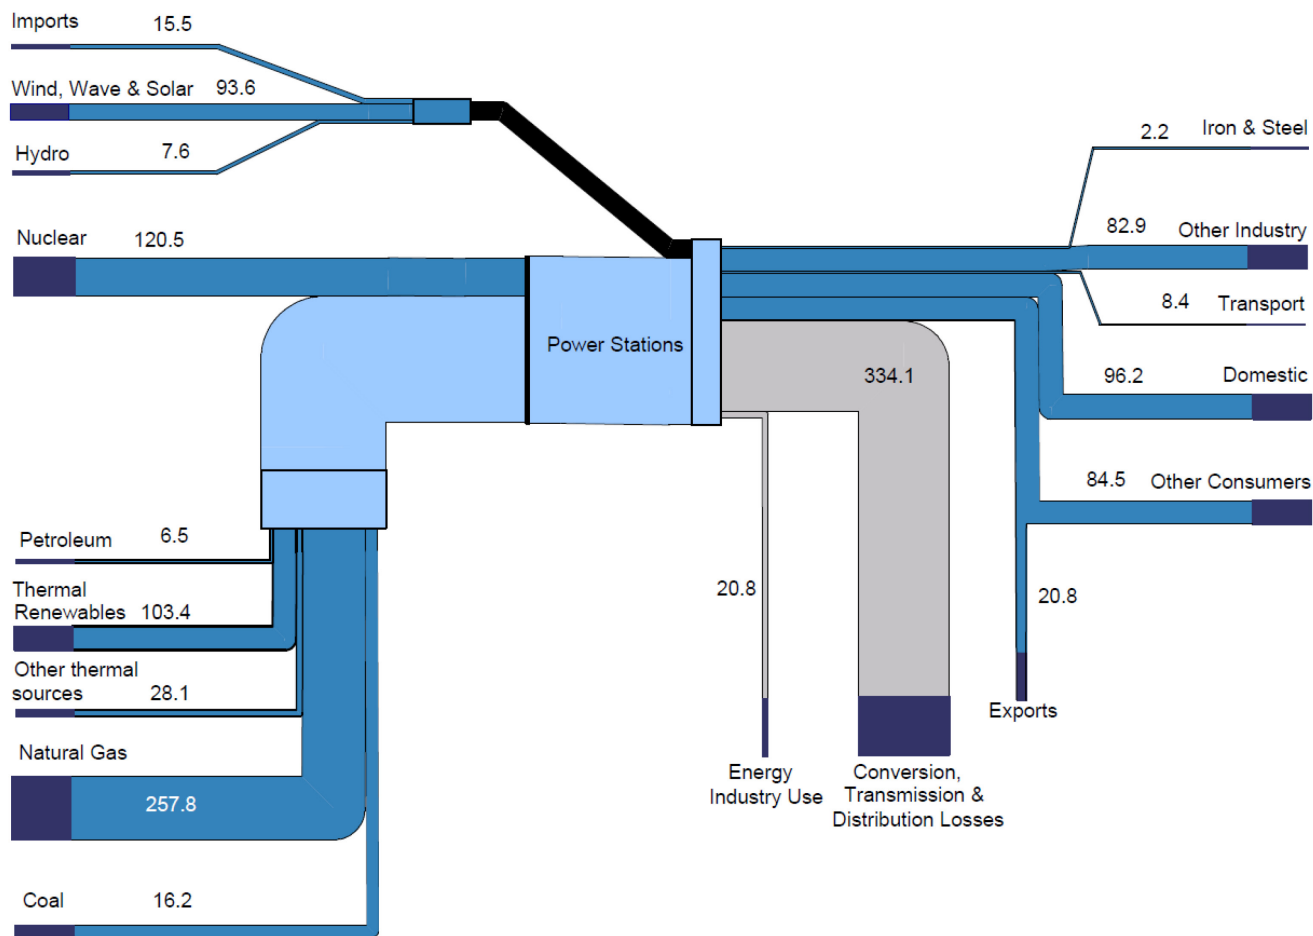 Imports 15.5
Wind, Wave & Solar 93.6
Hydro 7.6
Nuclear 120.5
Power Stations
Petroleum 6.5
Thermal
Renewables 103.4
Other thermal
sources 28.1
Natural Gas
257.8
Coal 16.2
2.2 Iron & Steel
82.9 Other Industry
8.4 Transport
334.1
96.2 Domestic
84.5 Other Consumers
20.8
Energy
Industry Use
Conversion,
Transmission &
Distribution Losses
20.8
Exports